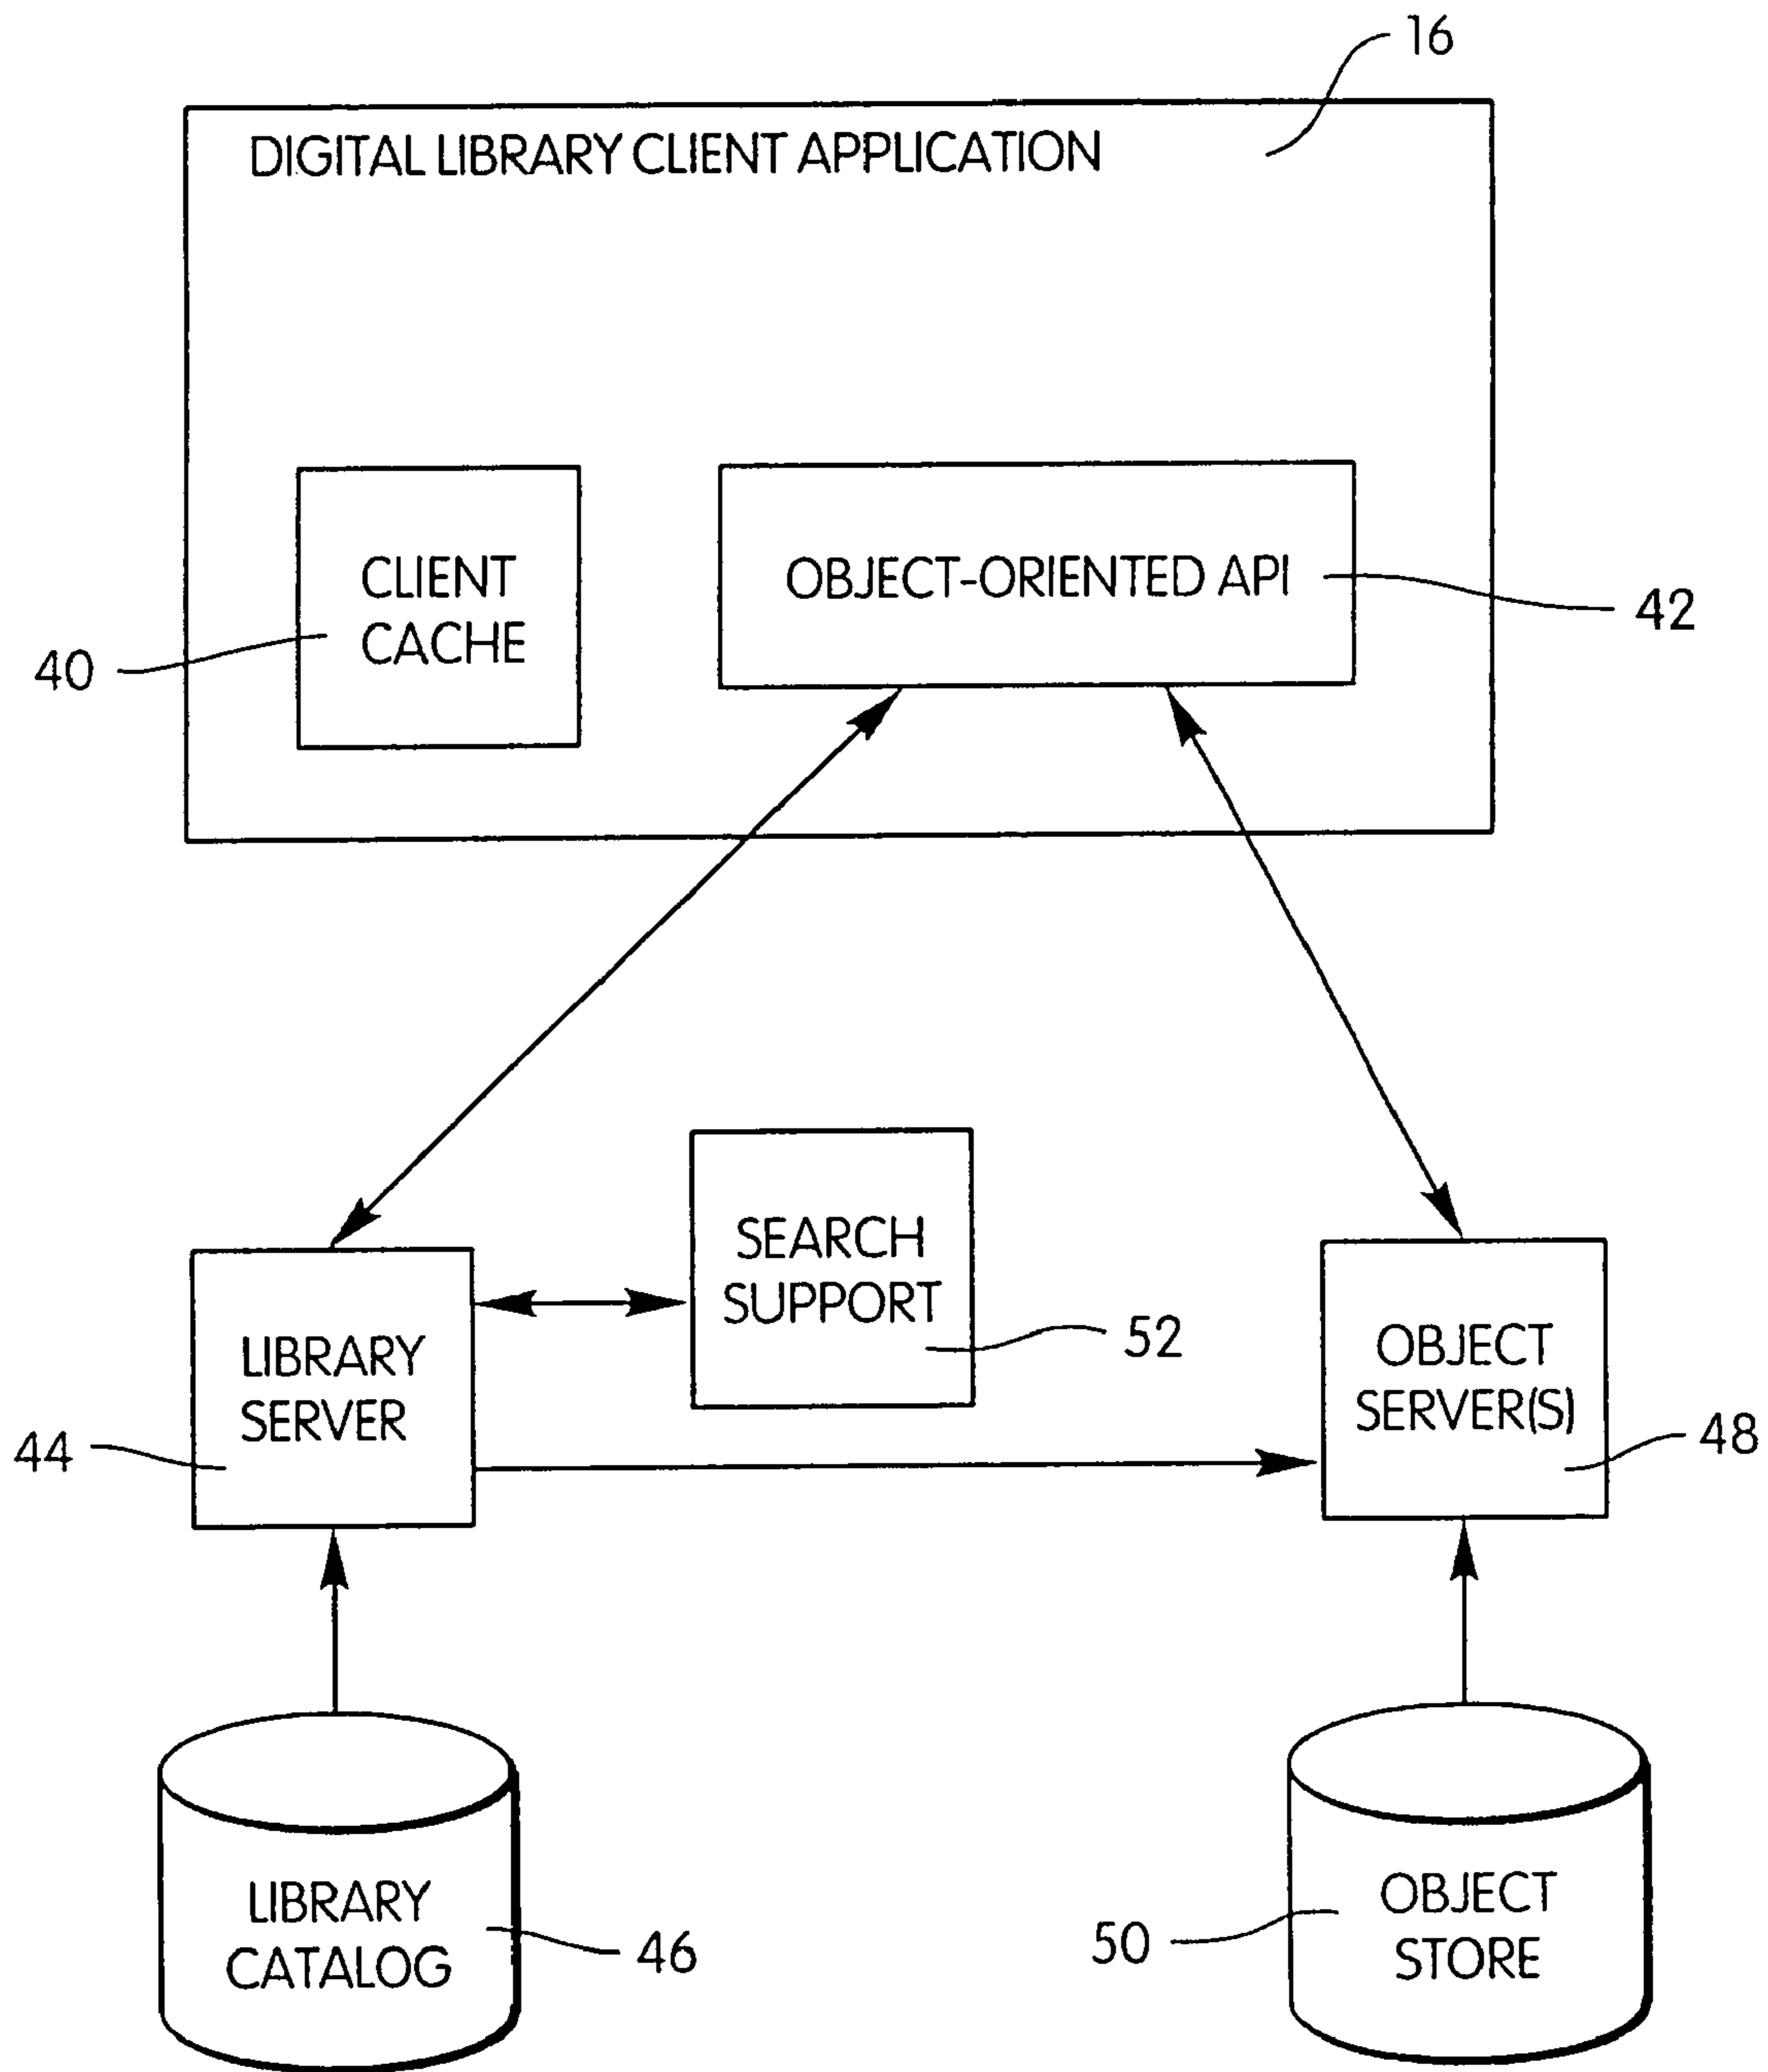 16
DIGITAL LIBRARY CLIENT APPLICATION
CLIENT
CACHE
40
OBJECT-ORIENTED API
42
SEARCH
SUPPORT
52
LIBRARY
SERVER
44
OBJECT
SERVER(S)
48
LIBRARY
CATALOG
46
OBJECT
STORE
50